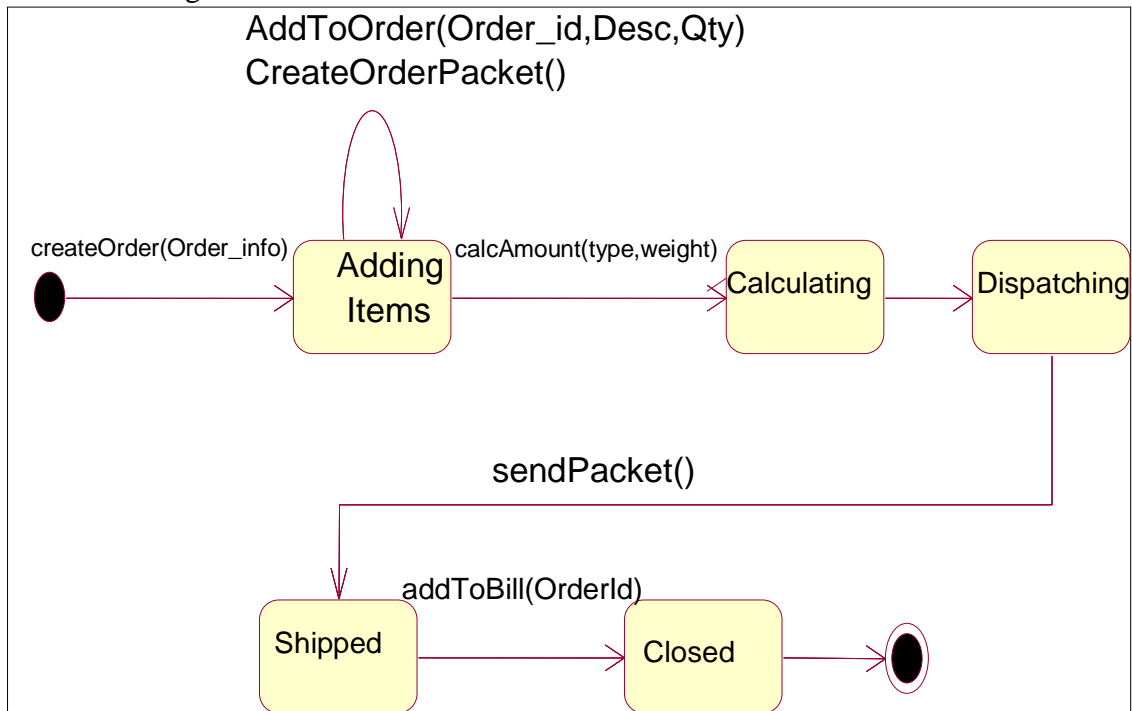 AddToOrder(Order_id,Desc,Qty)
CreateOrderPacket()
createOrder(Order_info)
Adding
Items
calcAmount(type,weight)
Calculating
Dispatching
sendPacket()
Shipped
addToBill(OrderId)
Closed